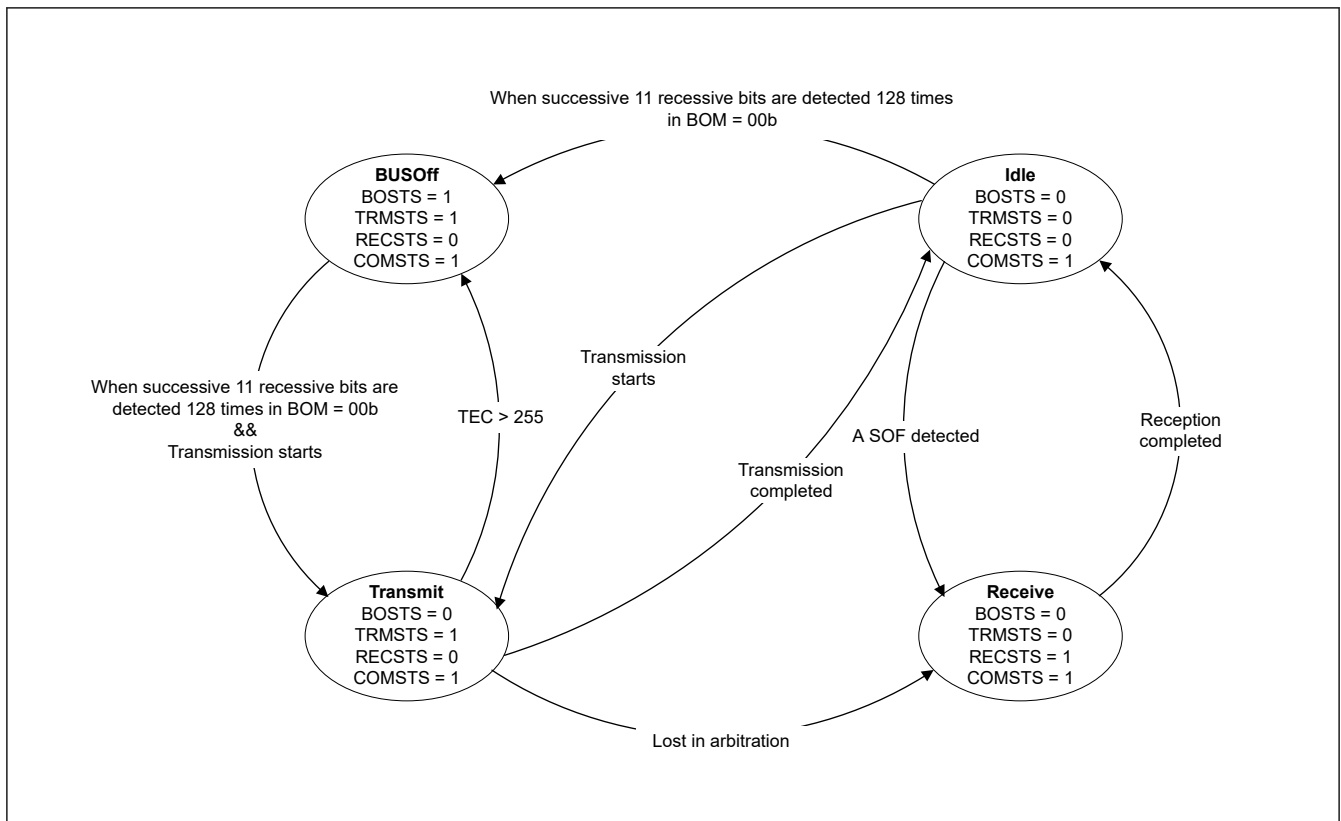 When successive 11 recessive bits are detected 128 times
in BOM = 00b
BUSOff
BOSTS = 1
TRMSTS = 1
RECSTS = 0
COMSTS = 1
Idle
BOSTS = 0
TRMSTS = 0
RECSTS = 0
COMSTS = 1
When successive 11 recessive bits are
detected 128 times in BOM = 00b
&&
Transmission starts
TEC > 255
Transmission
starts
Transmission
completed
A SOF detected
Reception
completed
Transmit
BOSTS = 0
TRMSTS = 1
RECSTS = 0
COMSTS = 1
Receive
BOSTS = 0
TRMSTS = 0
RECSTS = 1
COMSTS = 1
Lost in arbitration